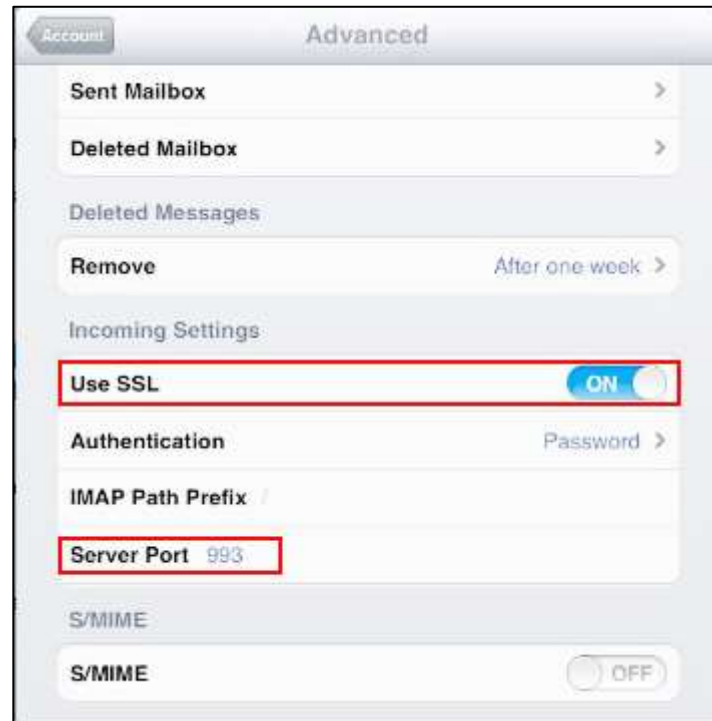 Account Advanced
Sent Mailbox
Deleted Mailbox
Deleted Messages
Remove After one week
Incoming Settings
Use SSL ON
Authentication Password
IMAP Path Prefix /
Server Port 993
S/MIME
S/MIME OFF